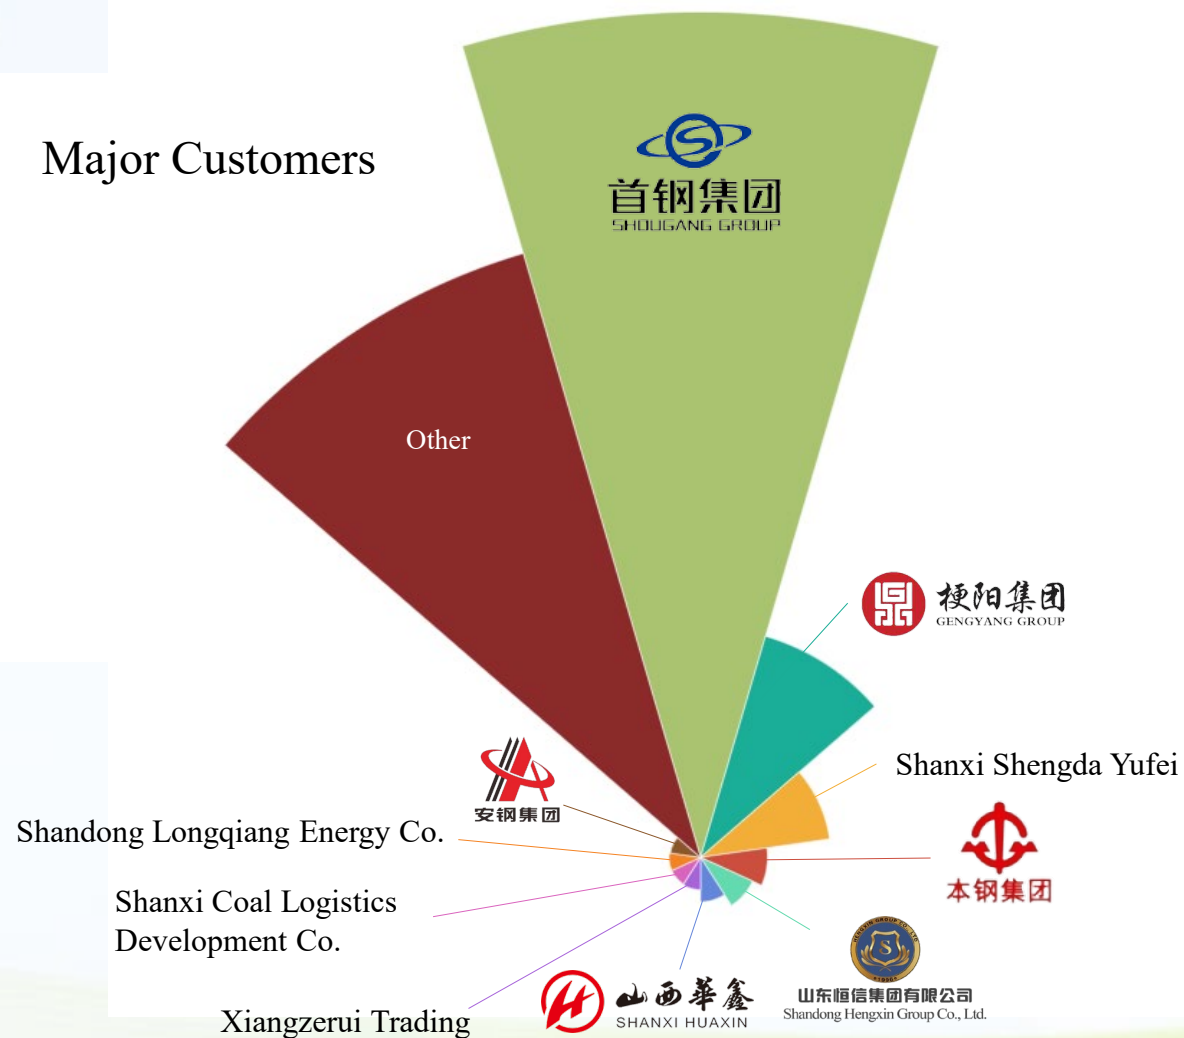 Major Customers
首钢集团
SHOUGANG GROUP
Other
梗阳集团
GENGYANG GROUP
Shanxi Shengda Yufei
安钢集团
Shandong Longqiang Energy Co.
本钢集团
Shanxi Coal Logistics
Development Co.
山西華鑫
SHANXI HUAXIN
S
山东恒信集团有限公司
Shandong Hengxin Group Co., Ltd.
Xiangzerui Trading